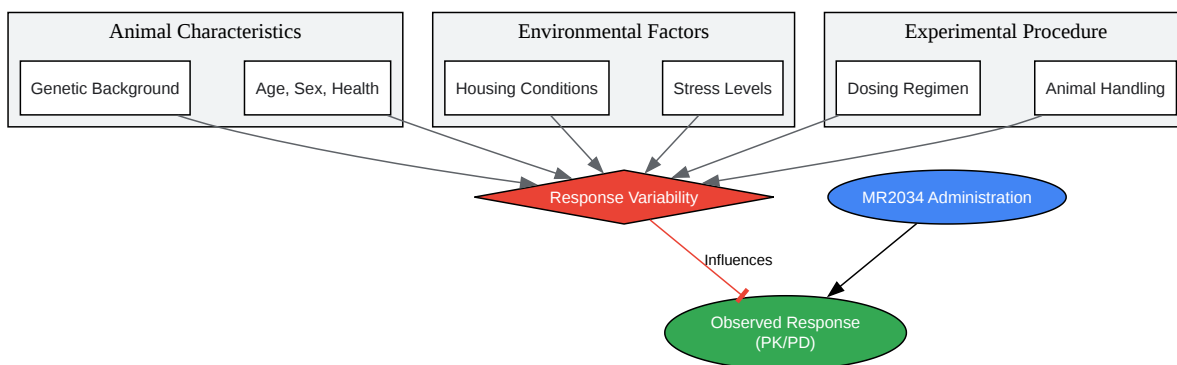 Animal Characteristics
Environmental Factors
Experimental Procedure
Genetic Background
Age, Sex, Health
Housing Conditions
Stress Levels
Dosing Regimen
Animal Handling
Response Variability
MR2034 Administration
Influences
Observed Response
(PK/PD)